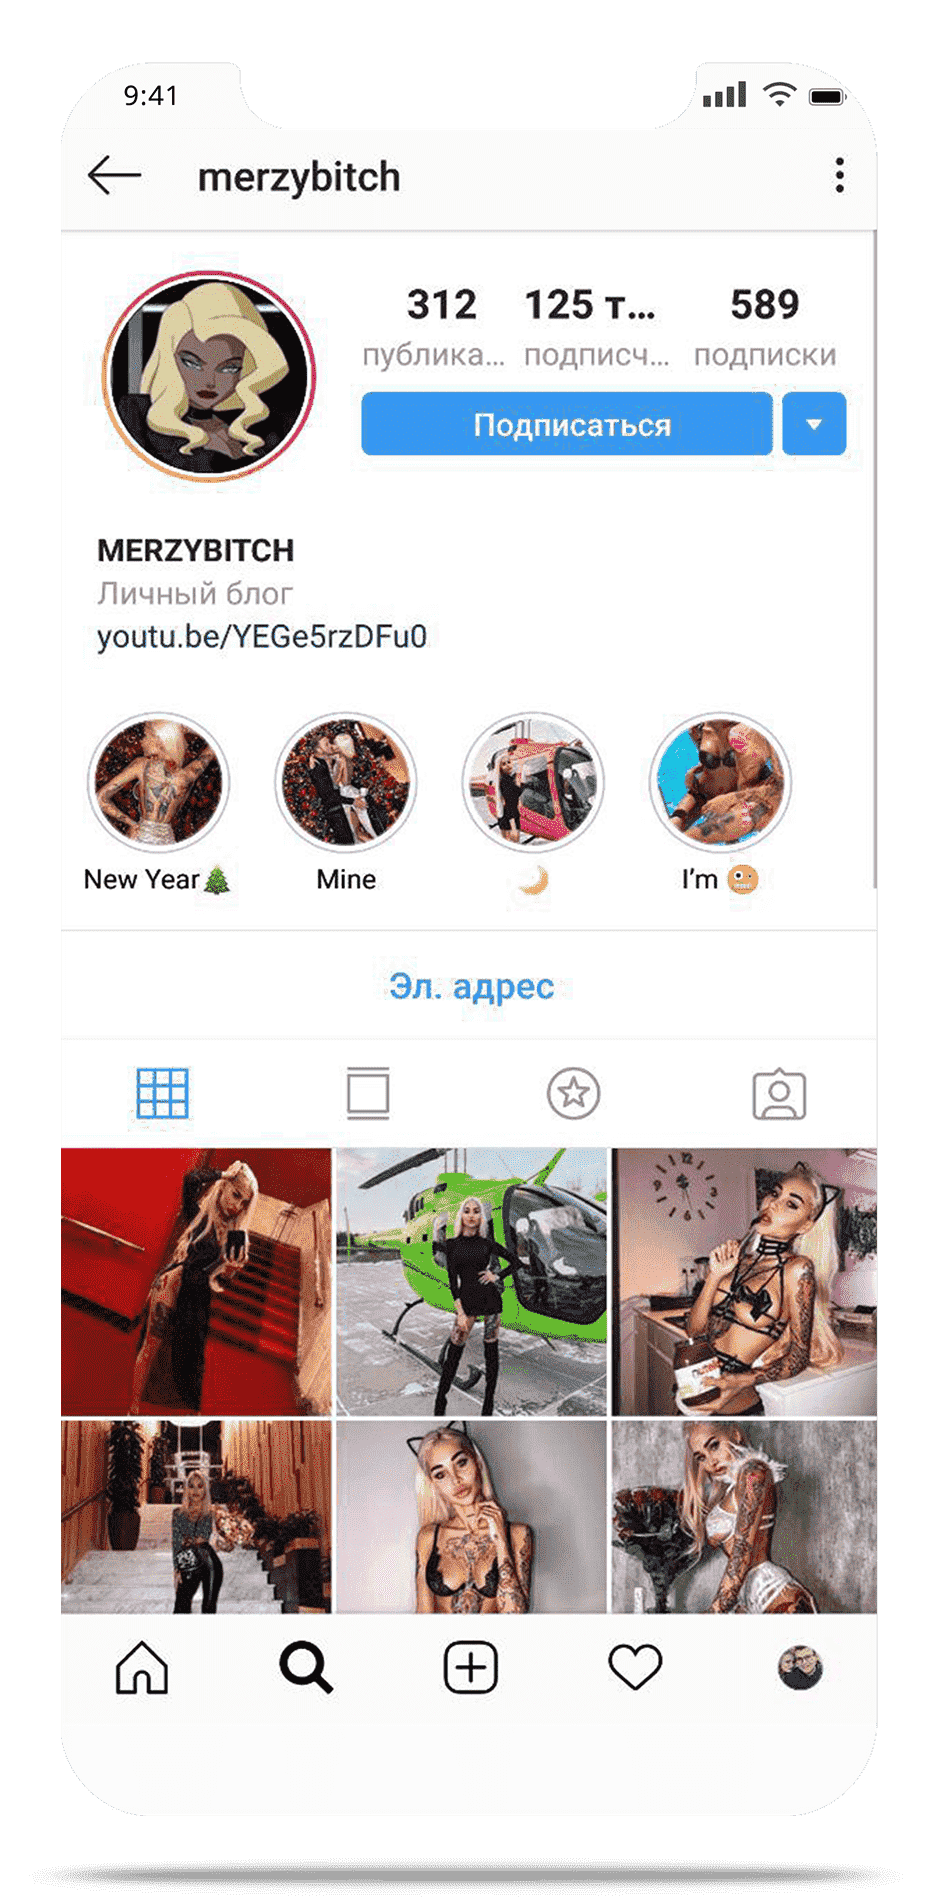 9:41
merzybitch
312 125 т... 589
публика... подписч... подписки
Подписаться
MERZYBITCH
Личный блог
youtu.be/YEGe5rzDFu0
New Year🎄 Mine 🌙 I'm 🤪
Эл. адрес